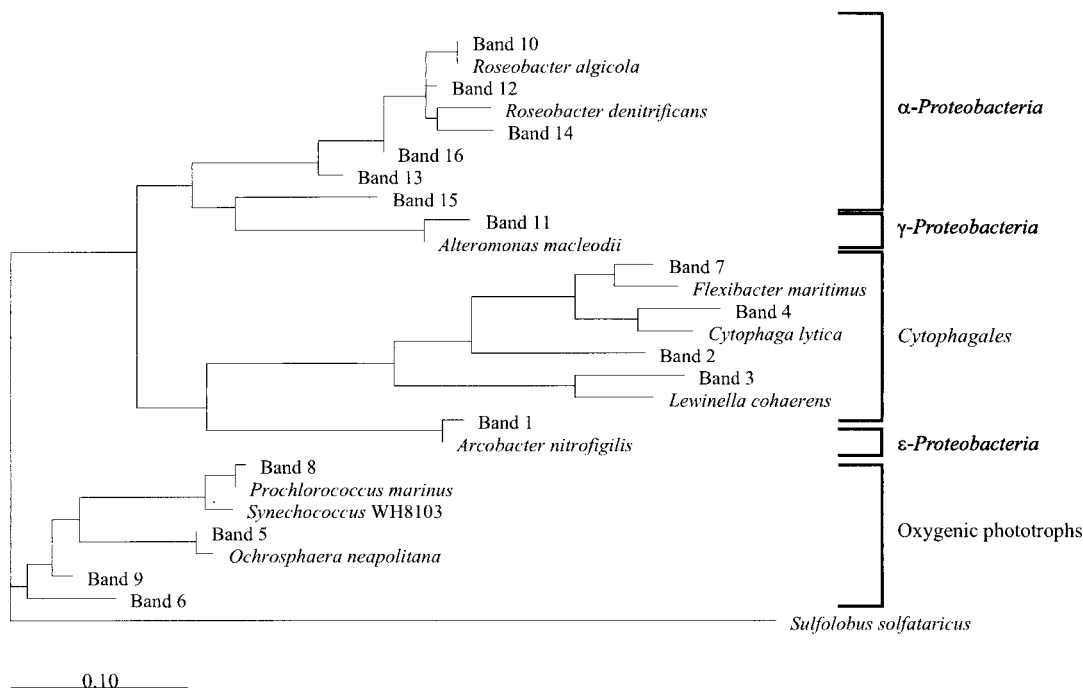 Band 10
Roseobacter algicola
Band 12
Roseobacter denitrificans
Band 14
Band 16
Band 13
Band 15
α-Proteobacteria
Band 11
Alteromonas macleodii
γ-Proteobacteria
Band 7
Flexibacter maritimus
Band 4
Cytophaga lytica
Band 2
Band 3
Lewinella cohaerens
Cytophagales
Band 1
Arcobacter nitrofigilis
ε-Proteobacteria
Band 8
Prochlorococcus marinus
Synechococcus WH8103
Band 5
Ochrosphaera neapolitana
Band 9
Band 6
Oxygenic phototrophs
Sulfolobus solfataricus
0.10